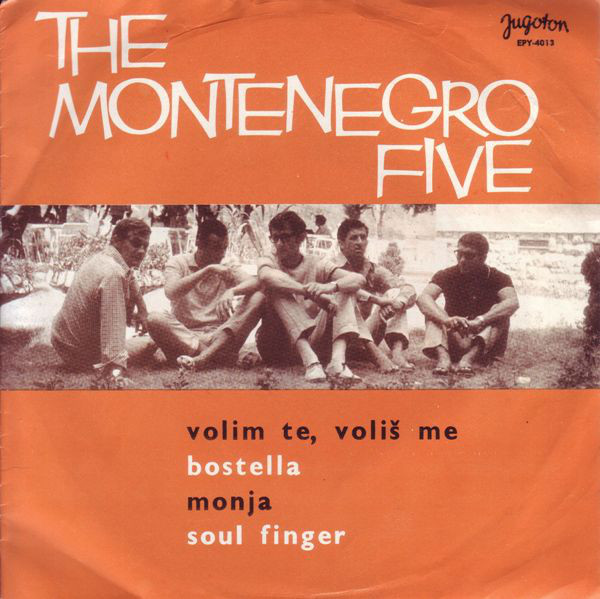 THE
MONTENEGRO
FIVE
Jugoton
EPY-4013
volim te, voliš me
bostella
monja
soul finger